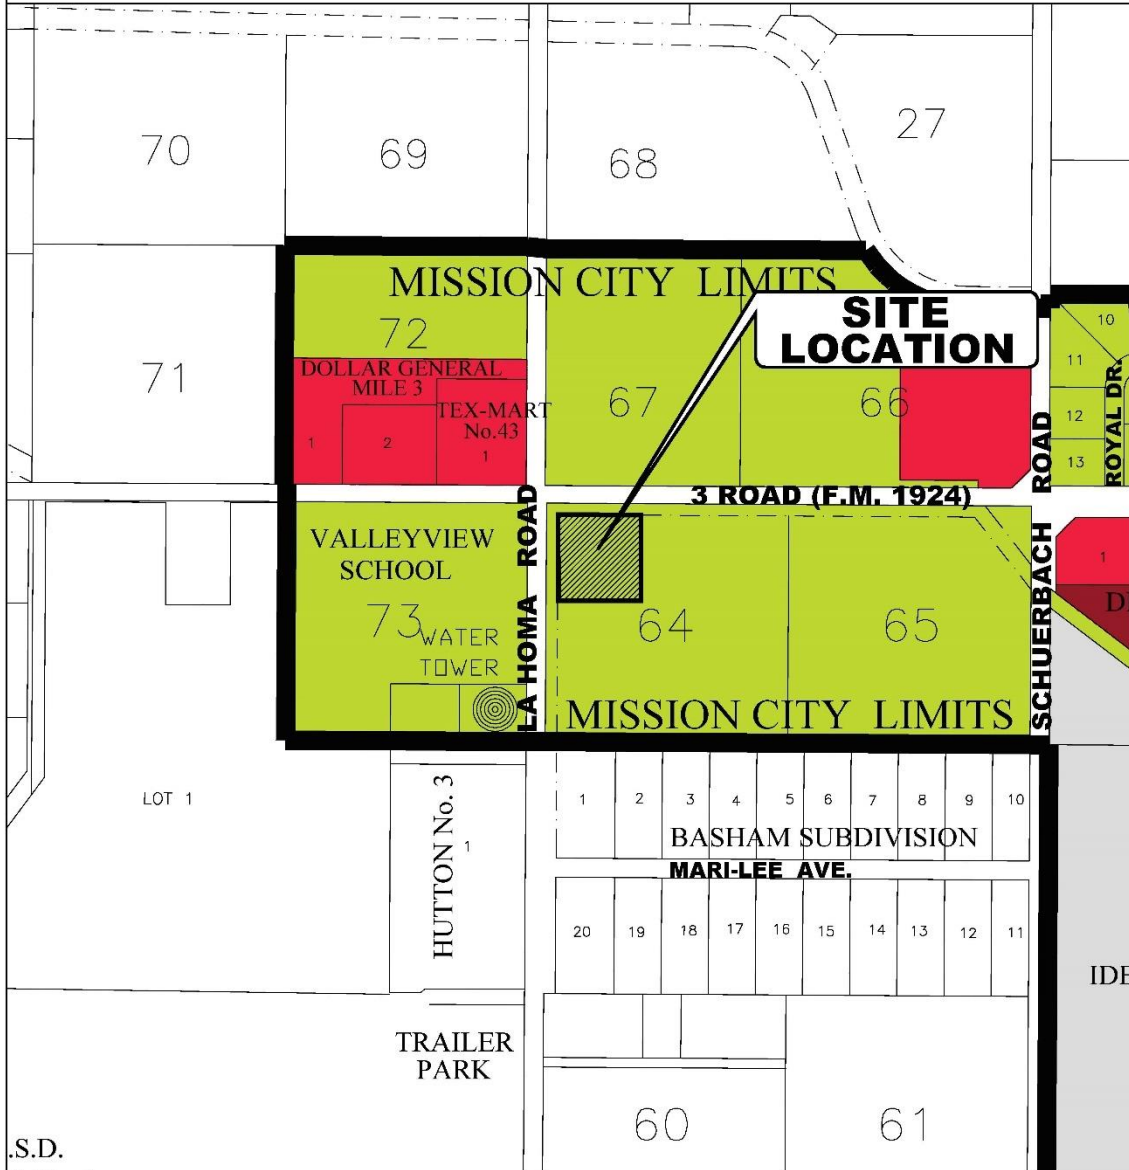 70
69
68
27
MISSION CITY LIMITS
SITE
LOCATION
72
71
DOLLAR GENERAL
MILE 3
TEX-MART
No.43
1
2
1
67
66
10
11
12
13
ROYAL DR.
SCHUERBACH ROAD
3 ROAD (F.M. 1924)
LA HOMA ROAD
VALLEYVIEW
SCHOOL
73
WATER
TOWER
64
65
1
MISSION CITY LIMITS
LOT 1
HUTTON No. 3
1
1 2 3 4 5 6 7 8 9 10
BASHAM SUBDIVISION
MARI-LEE AVE.
20 19 18 17 16 15 14 13 12 11
TRAILER
PARK
60
61
.S.D.